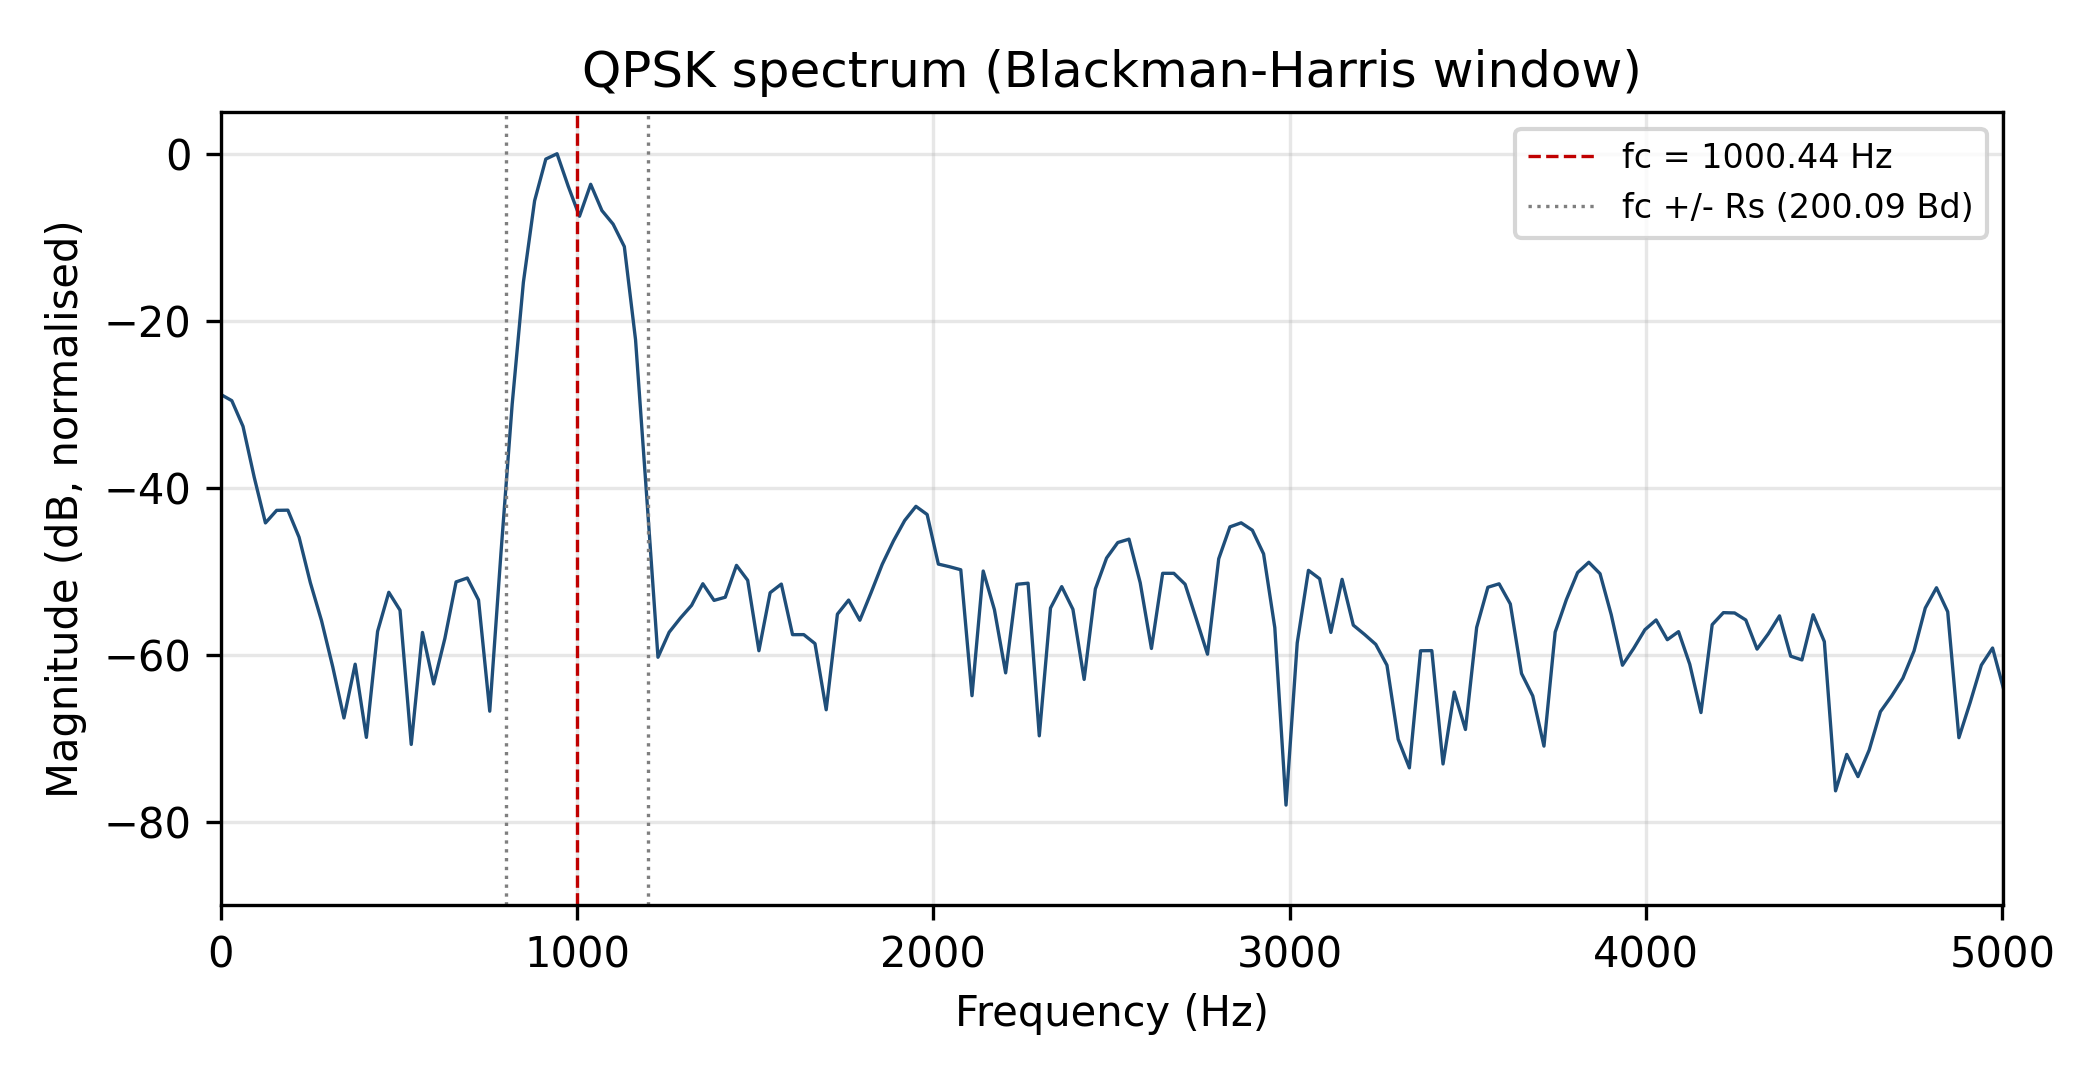 QPSK spectrum (Blackman-Harris window)
fc = 1000.44 Hz
fc +/- Rs (200.09 Bd)
Magnitude (dB, normalised)
0
−20
−40
−60
−80
0 1000 2000 3000 4000 5000
Frequency (Hz)